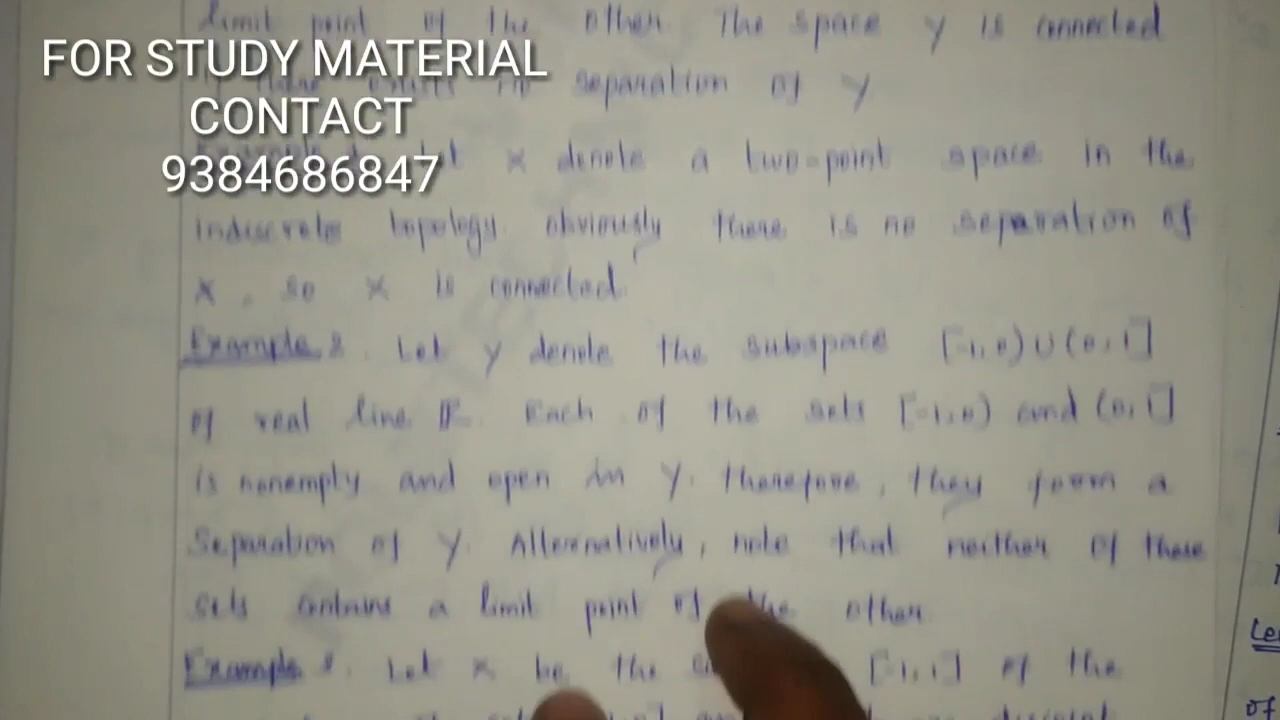 limit point of the other. The space Y is connected
FOR STUDY MATERIAL
CONTACT
9384686847
separation of Y
Let X denote a two-point space in the
indiscrete topology. obviously there is no separation of
X. so X is connected.
Example 2. Let Y denote the subspace [-1,0)∪(0,1]
of real line R. Each of the sets [-1,0) and (0,1]
is nonempty and open in Y. therefore, they form a
Separation of Y. Alternatively, note that neither of these
sets contains a limit point of the other.
Example 3. Let X be the [-1,1] of the
Of